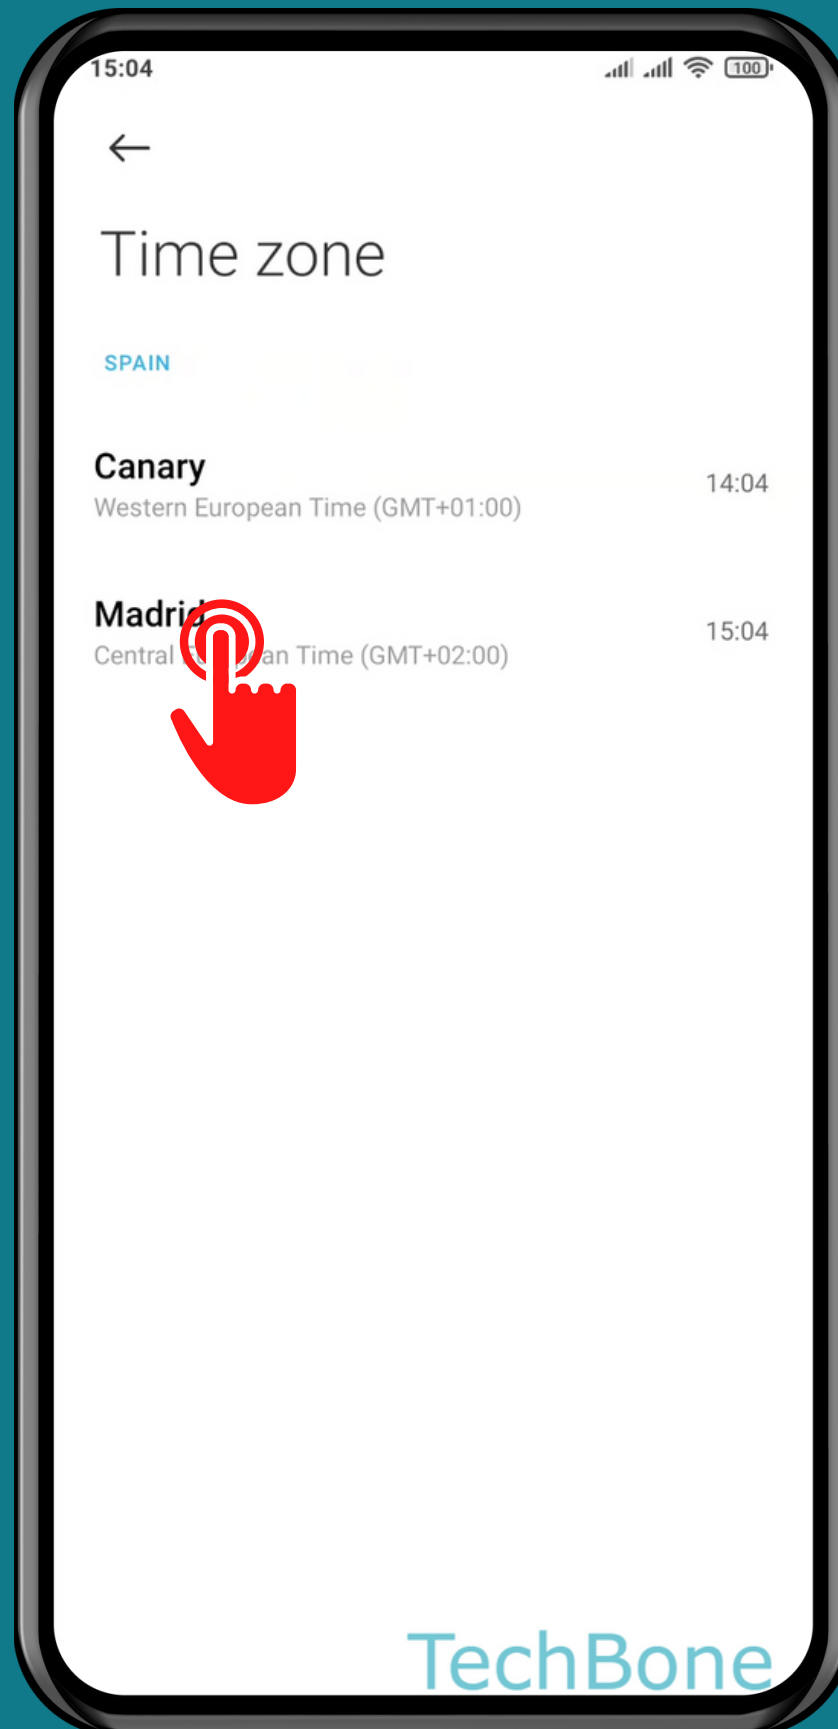 15:04
100
Time zone
SPAIN
Canary
14:04
Western European Time (GMT+01:00)
Madrid
15:04
Central European Time (GMT+02:00)
TechBone